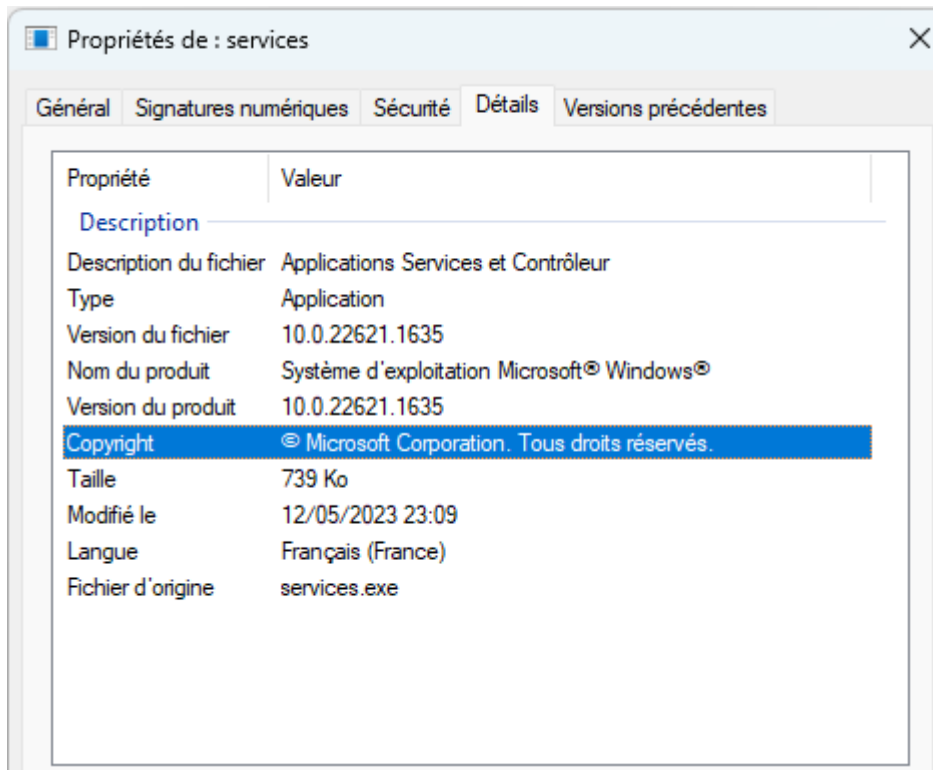 Propriétés de : services
Général Signatures numériques Sécurité Détails Versions précédentes
Propriété Valeur
Description
Description du fichier Applications Services et Contrôleur
Type Application
Version du fichier 10.0.22621.1635
Nom du produit Système d'exploitation Microsoft® Windows®
Version du produit 10.0.22621.1635
Copyright © Microsoft Corporation. Tous droits réservés.
Taille 739 Ko
Modifié le 12/05/2023 23:09
Langue Français (France)
Fichier d'origine services.exe